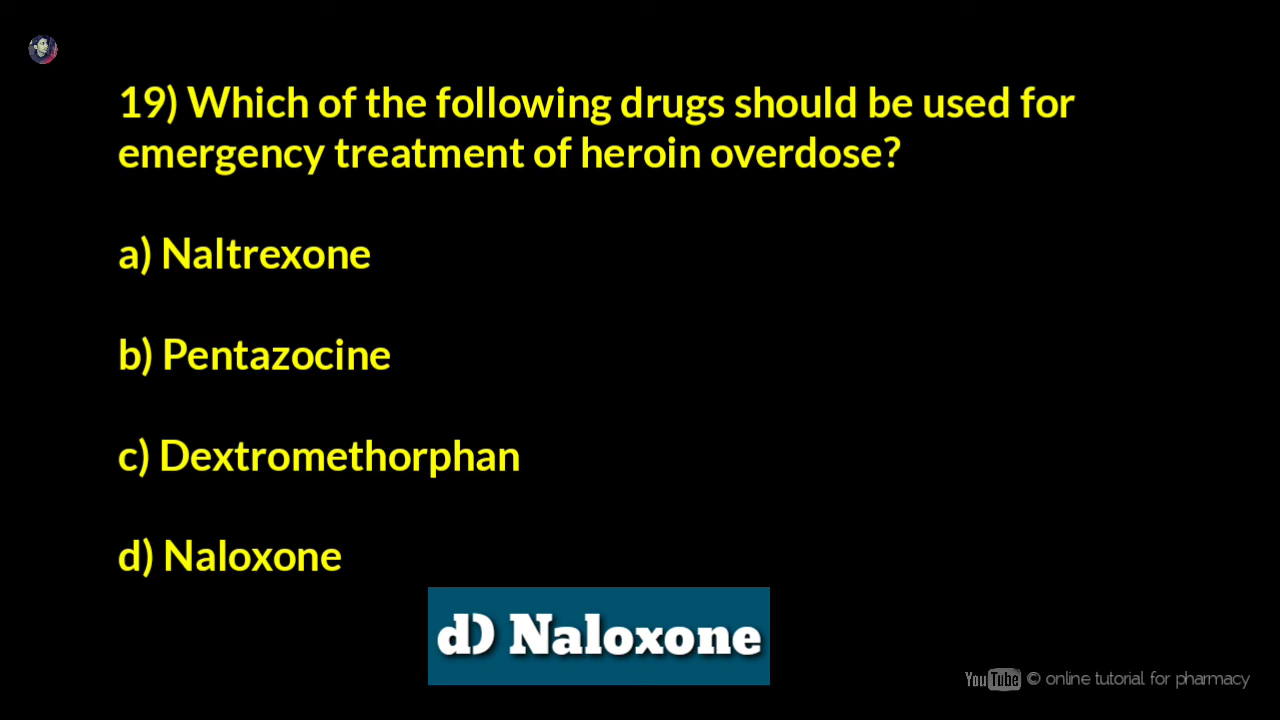 19) Which of the following drugs should be used for
emergency treatment of heroin overdose?
a) Naltrexone
b) Pentazocine
c) Dextromethorphan
d) Naloxone
d) Naloxone
YouTube © online tutorial for pharmacy